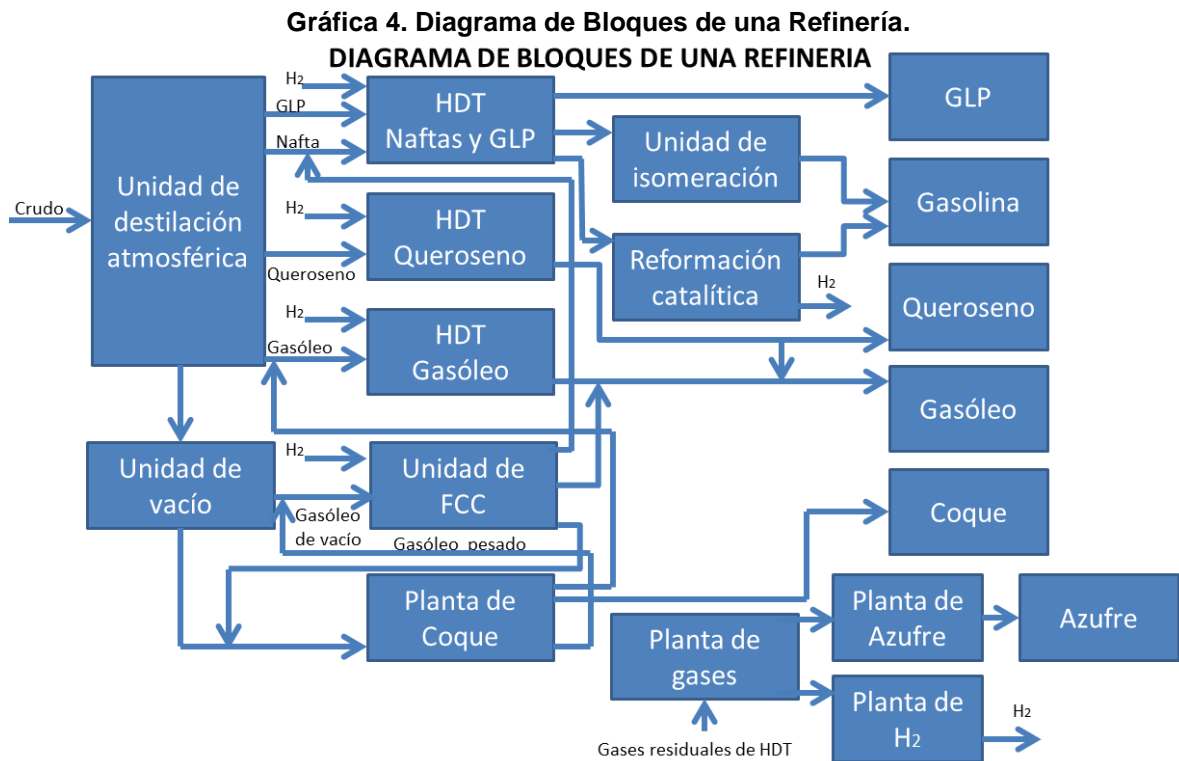 Gráfica 4. Diagrama de Bloques de una Refinería.
DIAGRAMA DE BLOQUES DE UNA REFINERIA
Crudo
Unidad de
destilación
atmosférica
H2
GLP
Nafta
HDT
Naftas y GLP
H2
Queroseno
HDT
Queroseno
H2
Gasóleo
HDT
Gasóleo
Unidad de
isomeración
Reformación
catalítica
H2
GLP
Gasolina
Queroseno
Gasóleo
Coque
Unidad de
vacío
H2
Gasóleo
de vacío
Unidad de
FCC
Gasóleo pesado
Planta de
Coque
Planta de
gases
Gases residuales de HDT
Planta de
Azufre
Azufre
Planta de
H2
H2